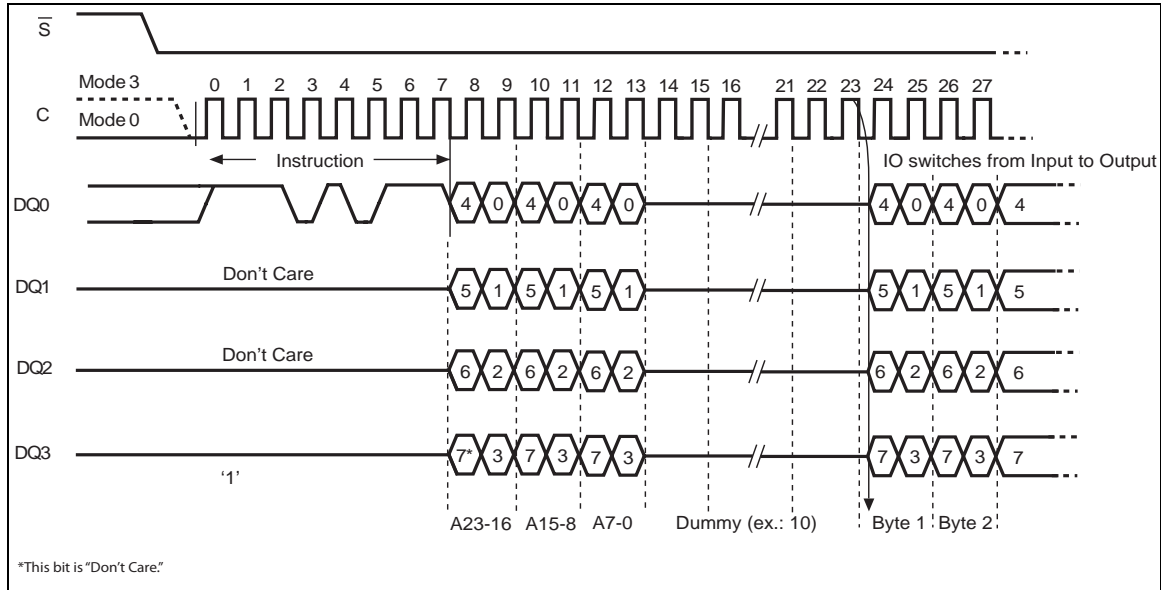 S
Mode 3
0 1 2 3 4 5 6 7 8 9 10 11 12 13 14 15 16 21 22 23 24 25 26 27
C
Mode 0
Instruction
IO switches from Input to Output
DQ0
4 0 4 0 4 0 4 0 4 0 4
Don't Care
DQ1
5 1 5 1 5 1 5 1 5 1 5
Don't Care
DQ2
6 2 6 2 6 2 6 2 6 2 6
DQ3
7* 3 7 3 7 3 7 3 7 3 7
‘1’
A23-16 A15-8 A7-0 Dummy (ex.: 10) Byte 1 Byte 2
*This bit is “Don’t Care.”